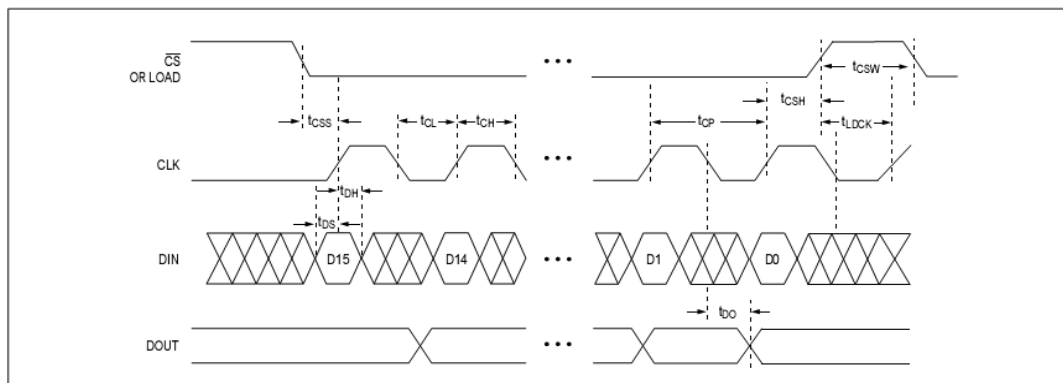 CS
OR LOAD
• • •
tCSW
tCSH
tCSS
tCL
tCH
tCP
tLDCK
CLK
• • •
tDH
tDS
DIN
D15
D14
• • •
D1
D0
tDO
DOUT
• • •